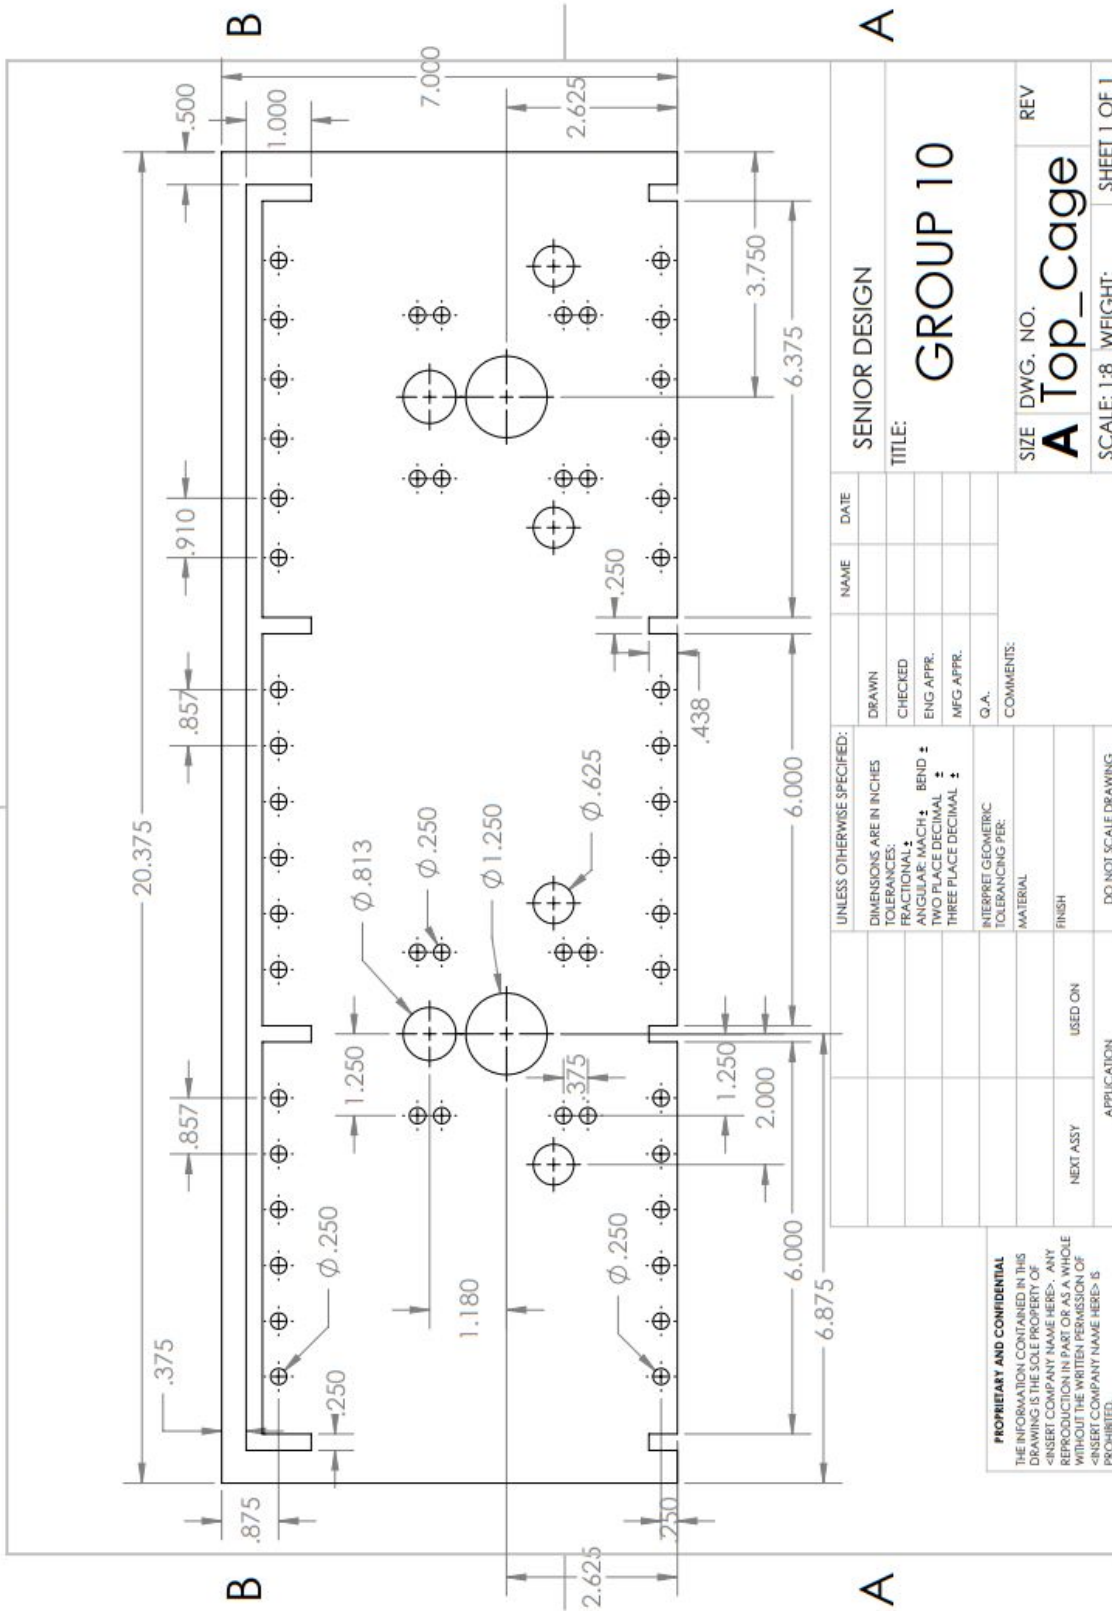 B
B
20.375
.375
.857
.857
.910
.500
1.000
7.000
2.625
.875
Ø.250
.250
1.250
Ø.813
Ø.250
Ø1.250
Ø.625
1.180
.375
Ø.250
.250
2.625
1.250
2.000
.438
.250
3.750
6.000
6.000
6.375
6.875
A
A
PROPRIETARY AND CONFIDENTIAL
THE INFORMATION CONTAINED IN THIS
DRAWING IS THE SOLE PROPERTY OF
<INSERT COMPANY NAME HERE>. ANY
REPRODUCTION IN PART OR AS A WHOLE
WITHOUT THE WRITTEN PERMISSION OF
<INSERT COMPANY NAME HERE> IS
PROHIBITED.
NEXT ASSY
USED ON
APPLICATION
UNLESS OTHERWISE SPECIFIED:
DIMENSIONS ARE IN INCHES
TOLERANCES:
FRACTIONAL ±
ANGULAR: MACH ± BEND ±
TWO PLACE DECIMAL ±
THREE PLACE DECIMAL ±
INTERPRET GEOMETRIC
TOLERANCING PER:
MATERIAL
FINISH
DO NOT SCALE DRAWING
NAME
DATE
DRAWN
CHECKED
ENG APPR.
MFG APPR.
Q.A.
COMMENTS:
SENIOR DESIGN
TITLE:
GROUP 10
SIZE
DWG. NO.
REV
A
Top_Cage
SCALE: 1:8
WEIGHT:
SHEET 1 OF 1